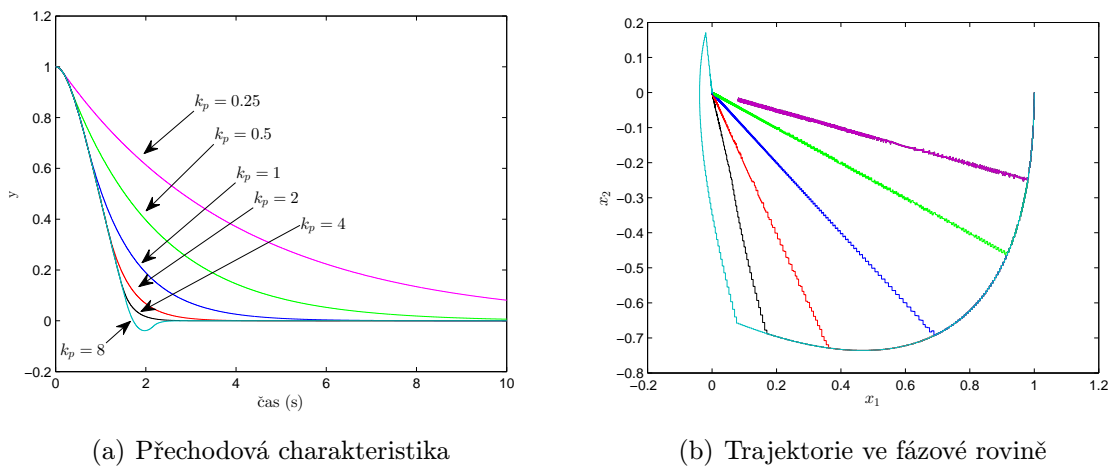 1.2
1
0.8
0.6
0.4
0.2
0
−0.2
y
0 2 4 6 8 10
čas (s)
k_p = 0.25
k_p = 0.5
k_p = 1
k_p = 2
k_p = 4
k_p = 8
(a) Přechodová charakteristika
0.2
0.1
0
−0.1
−0.2
−0.3
−0.4
−0.5
−0.6
−0.7
−0.8
x_2
−0.2 0 0.2 0.4 0.6 0.8 1 1.2
x_1
(b) Trajektorie ve fázové rovině